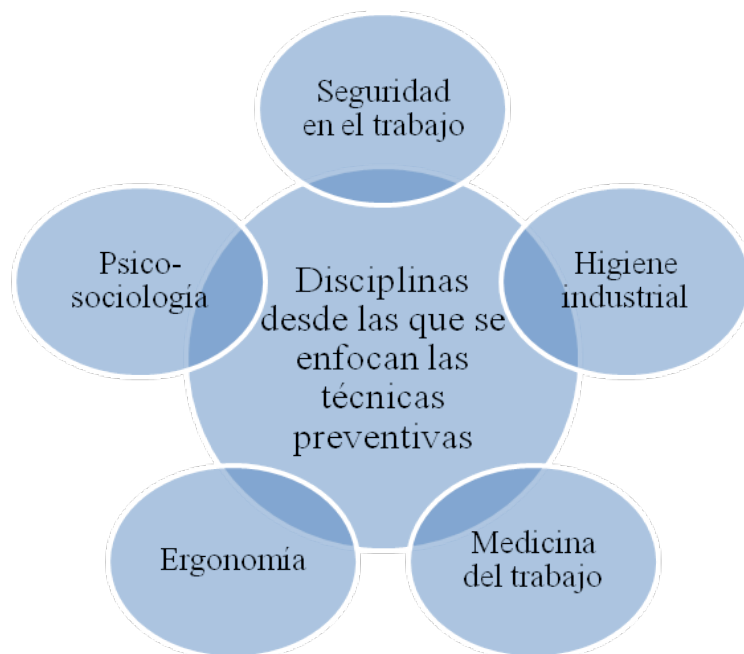 Seguridad
en el trabajo
Psico-
sociología
Higiene
industrial
Disciplinas
desde las que se
enfocan las
técnicas
preventivas
Ergonomía
Medicina
del trabajo